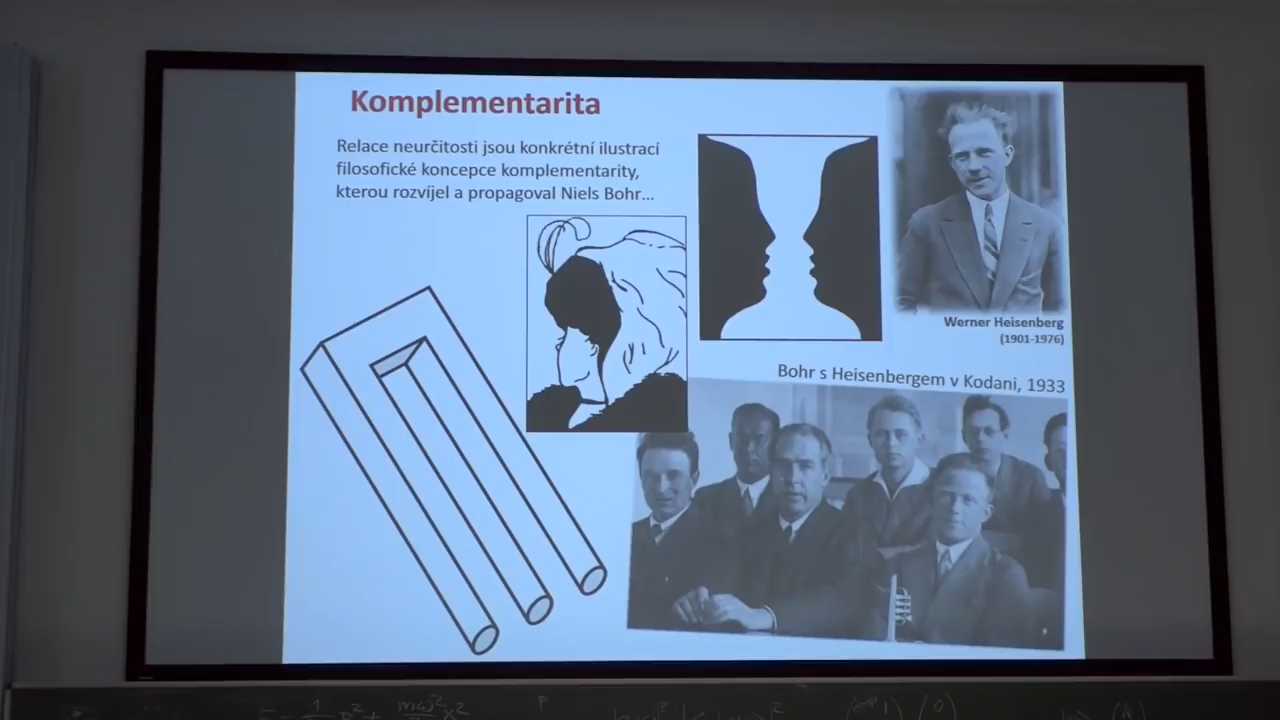 Komplementarita
Relace neurčitosti jsou konkrétní ilustrací
filosofické koncepce komplementarity,
kterou rozvíjel a propagoval Niels Bohr...
Werner Heisenberg
(1901-1976)
Bohr s Heisenbergem v Kodani, 1933